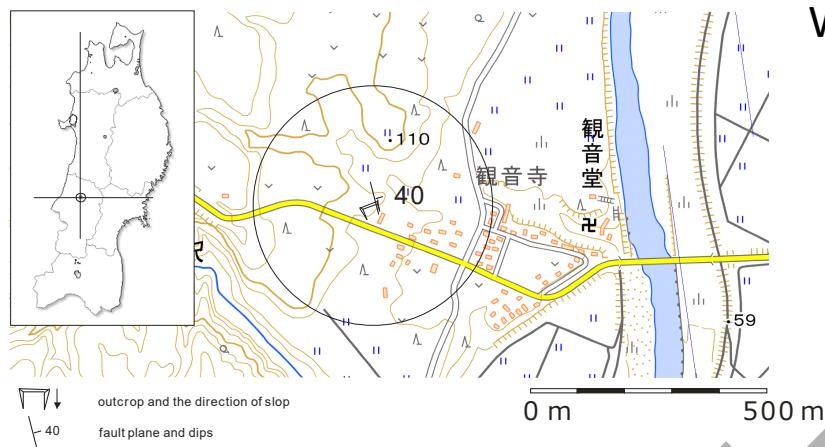 W
・110
40
観音寺
観音堂
・59
0 m 500 m
outcrop and the direction of slop
40 fault plane and dips